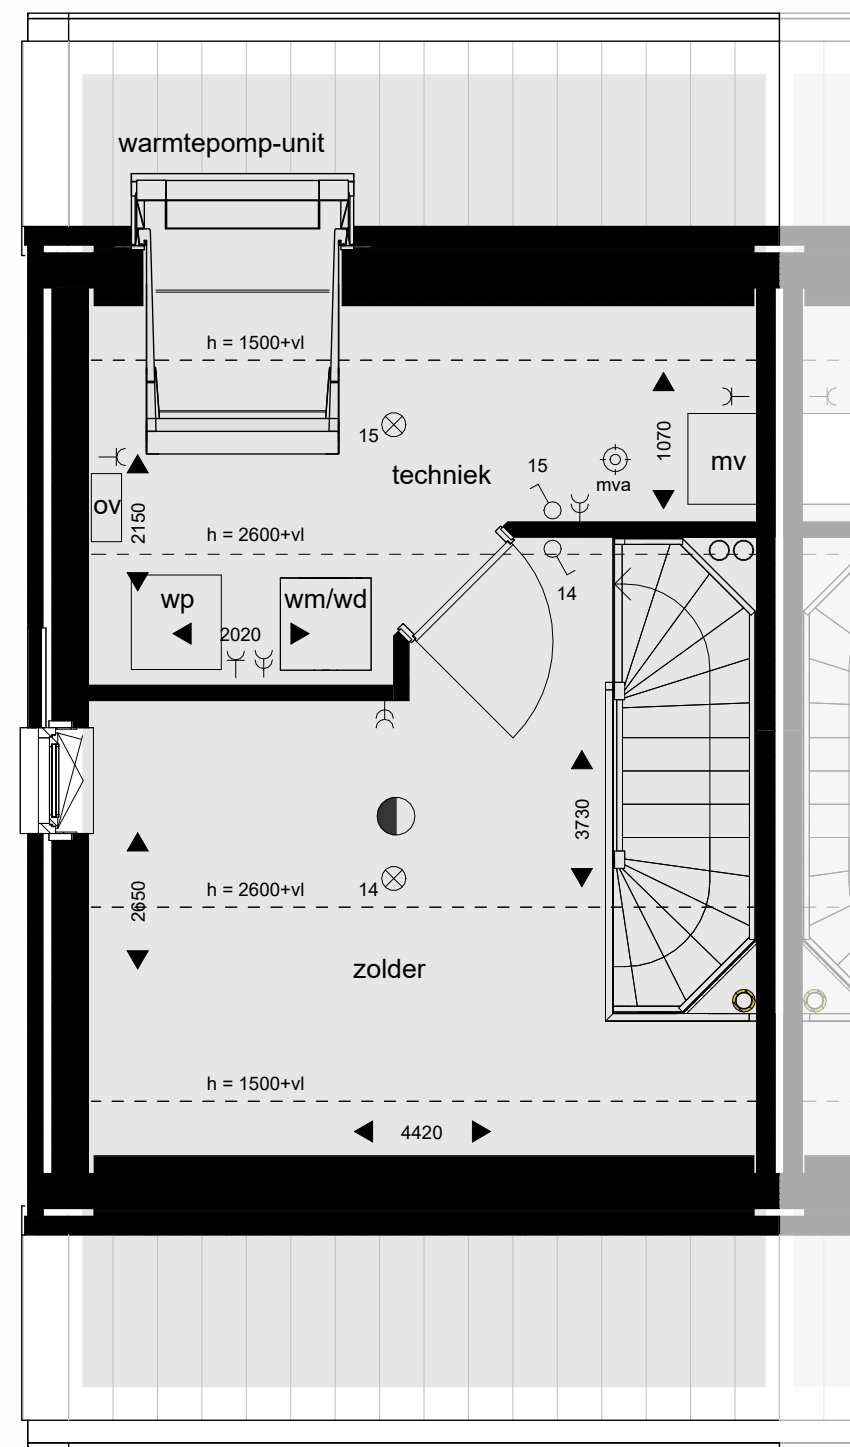 warmtepomp-unit
h = 1500+vl
15
techniek
15
mva
1070
mv
ov
2150
h = 2600+vl
14
wp
wm/wd
2020
3730
h = 2600+vl
14
2650
zolder
h = 1500+vl
4420